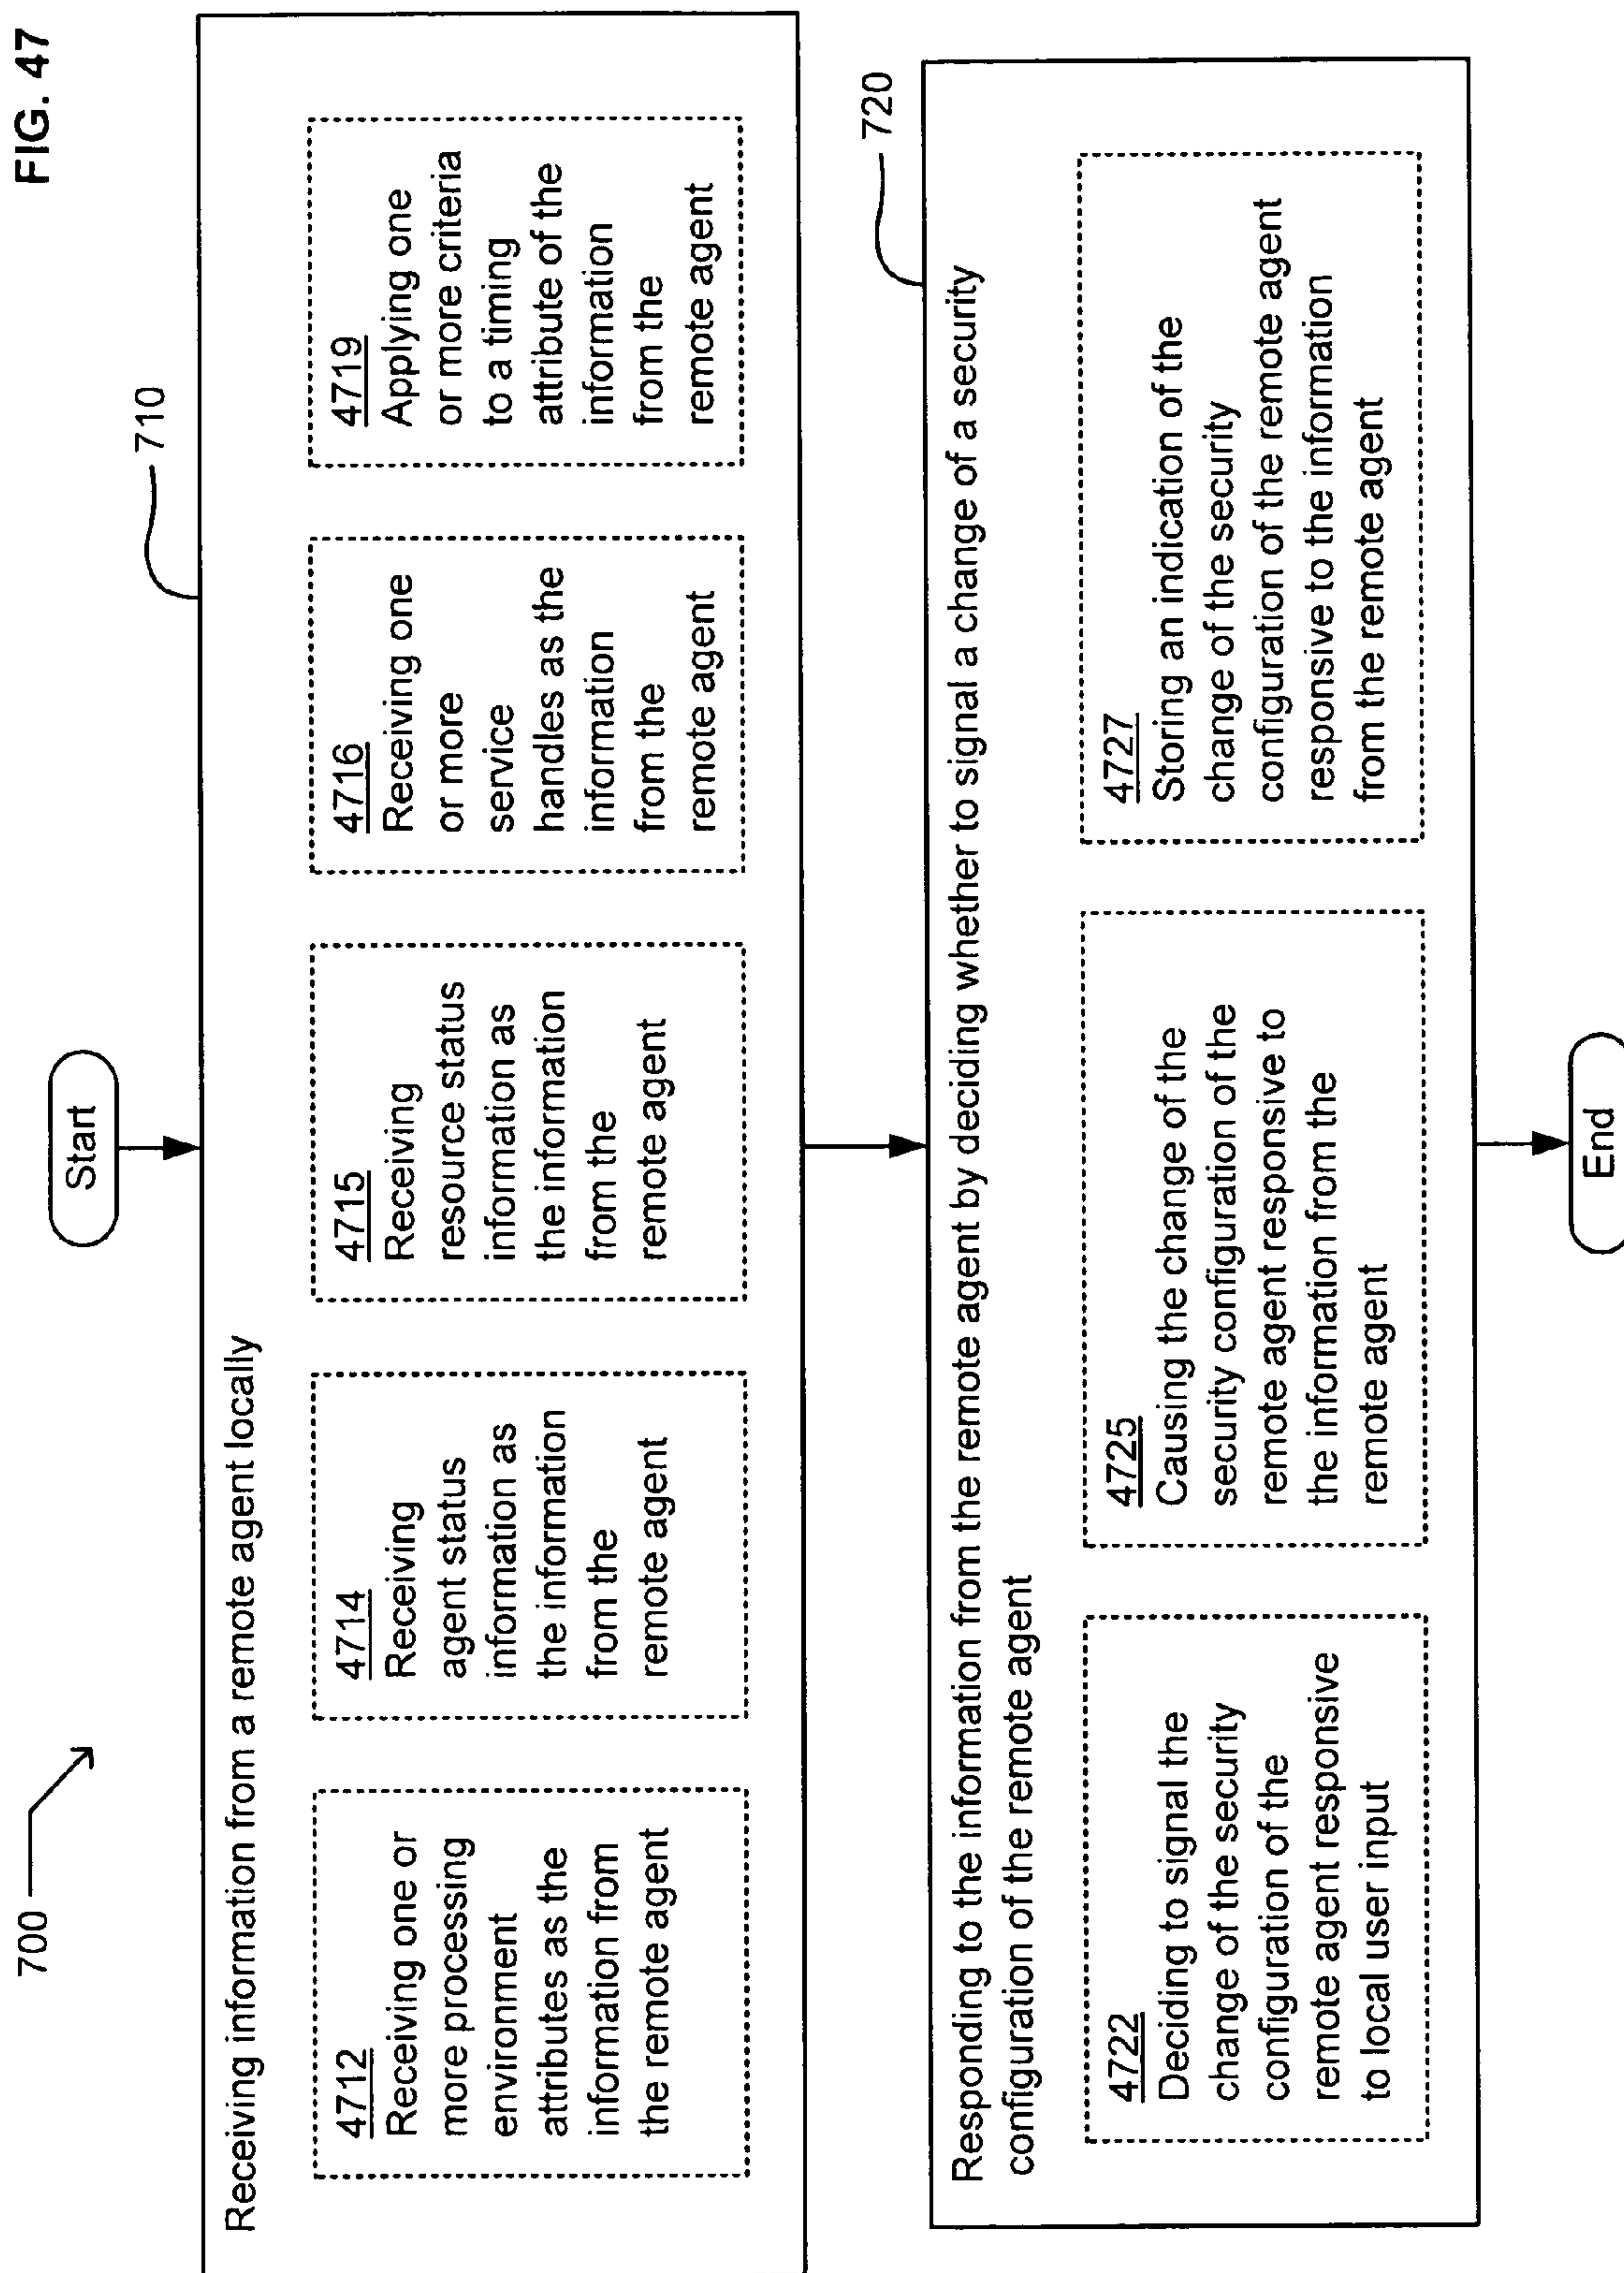 FIG. 47
700
Start
710
Receiving information from a remote agent locally
4712
Receiving one or
more processing
environment
attributes as the
information from
the remote agent
4714
Receiving
agent status
information as
the information
from the
remote agent
4715
Receiving
resource status
information as
the information
from the
remote agent
4716
Receiving one
or more
service
handles as the
information
from the
remote agent
4719
Applying one
or more criteria
to a timing
attribute of the
information
from the
remote agent
720
Responding to the information from the remote agent by deciding whether to signal a change of a security
configuration of the remote agent
4722
Deciding to signal the
change of the security
configuration of the
remote agent responsive
to local user input
4725
Causing the change of the
security configuration of the
remote agent responsive to
the information from the
remote agent
4727
Storing an indication of the
change of the security
configuration of the remote agent
responsive to the information
from the remote agent
End